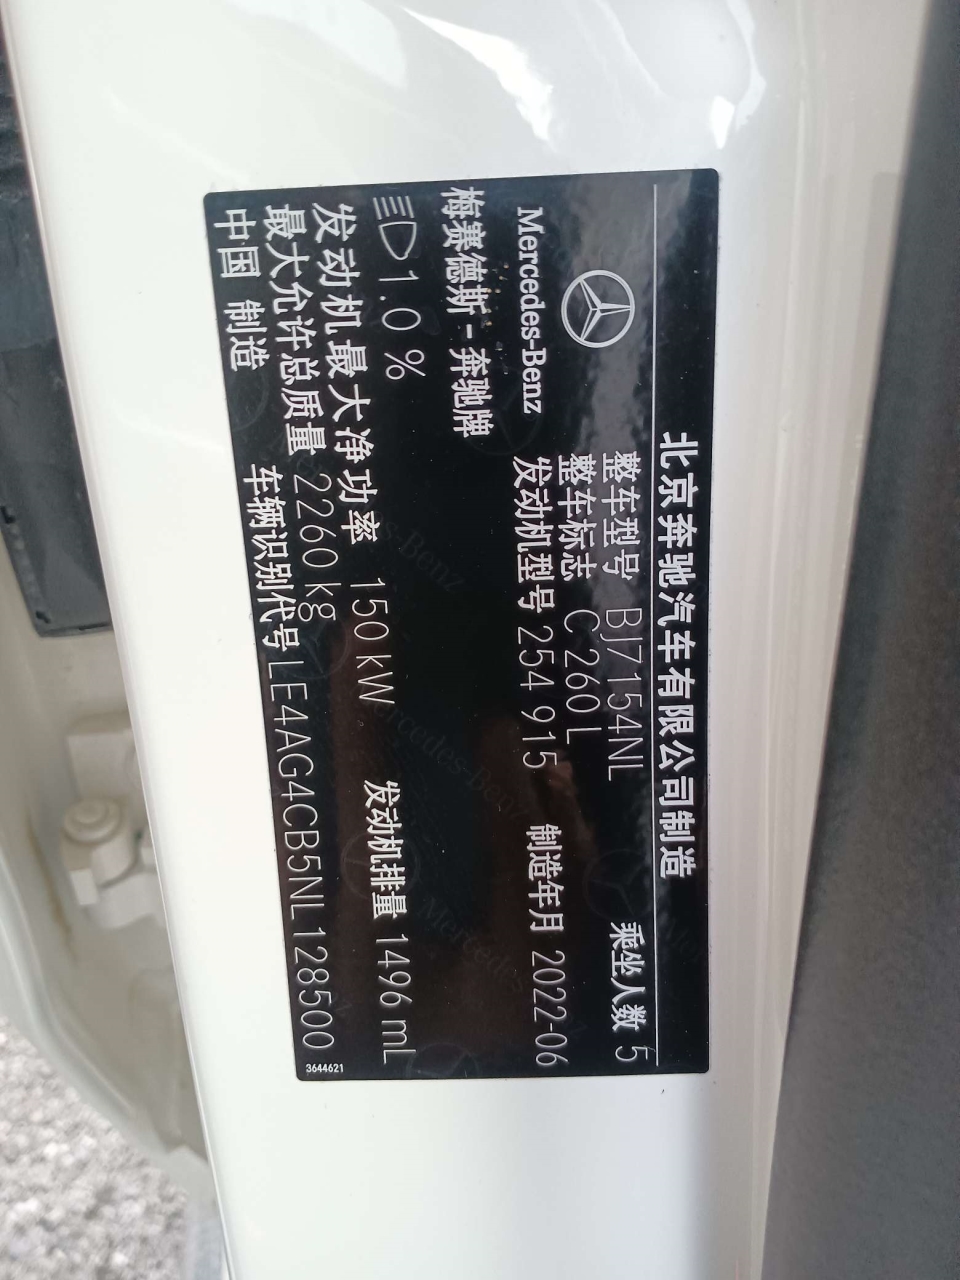 北京奔驰汽车有限公司制造
整车型号 BJ7154NL 乘坐人数 5
整车标志 C 260 L
Mercedes-Benz 发动机型号 254 915 制造年月 2022-06
梅赛德斯-奔驰牌
1.0 %
发动机最大净功率 150 kW 发动机排量 1496 mL
最大允许总质量 2260 kg
中国 制造 车辆识别代号 LE4AG4CB5NL128500
3644621